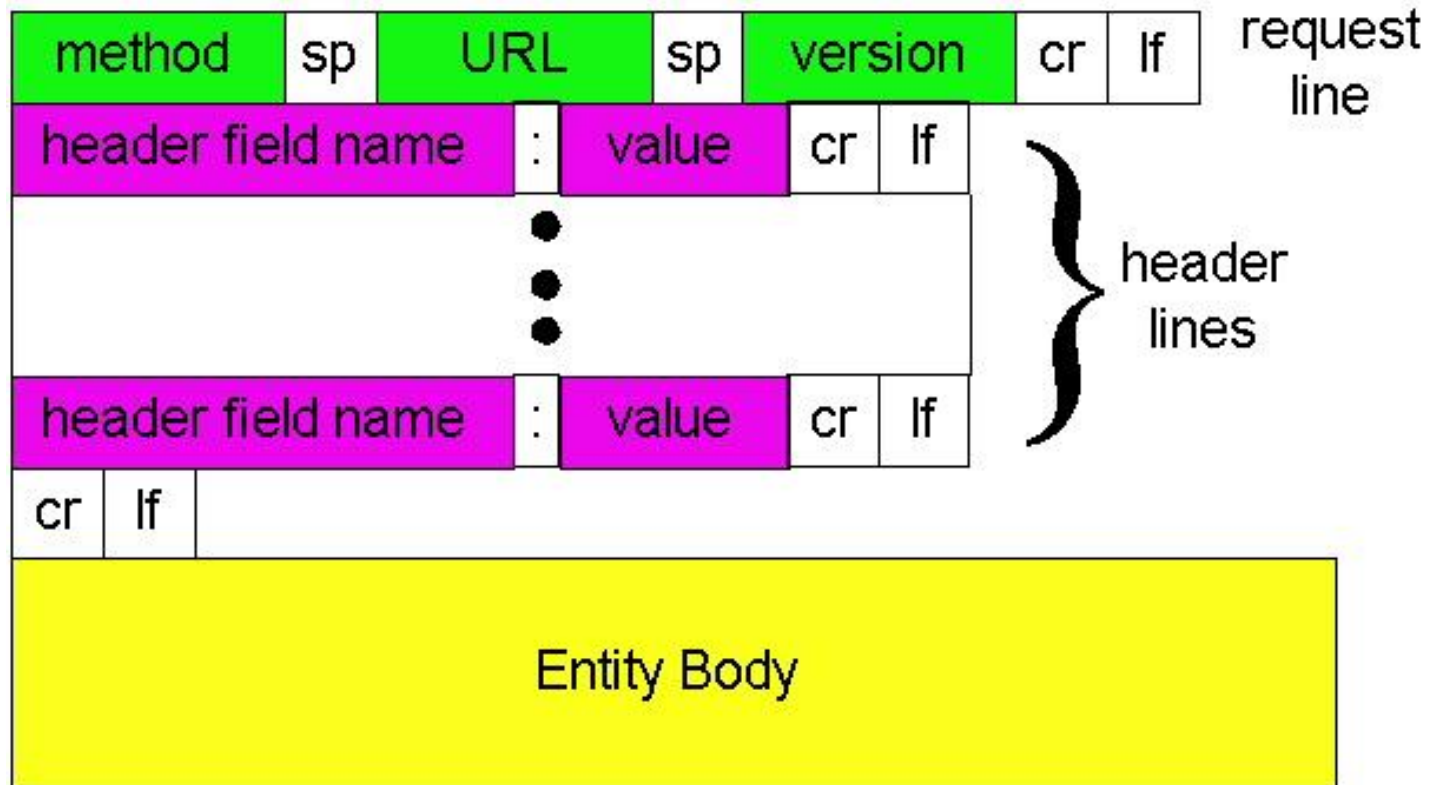 method sp URL sp version cr lf
request
line
header field name : value cr lf
header
lines
header field name : value cr lf
cr lf
Entity Body